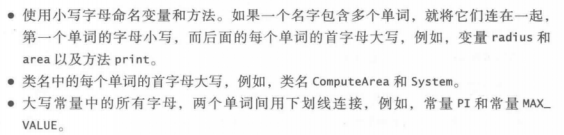 ● 使用小写字母命名变量和方法。如果一个名字包含多个单词，就将它们连在一起，
第一个单词的字母小写，而后面的每个单词的首字母大写，例如，变量 radius 和
area 以及方法 print。
● 类名中的每个单词的首字母大写，例如，类名 ComputeArea 和 System。
● 大写常量中的所有字母，两个单词间用下划线连接，例如，常量 PI 和常量 MAX_
VALUE。